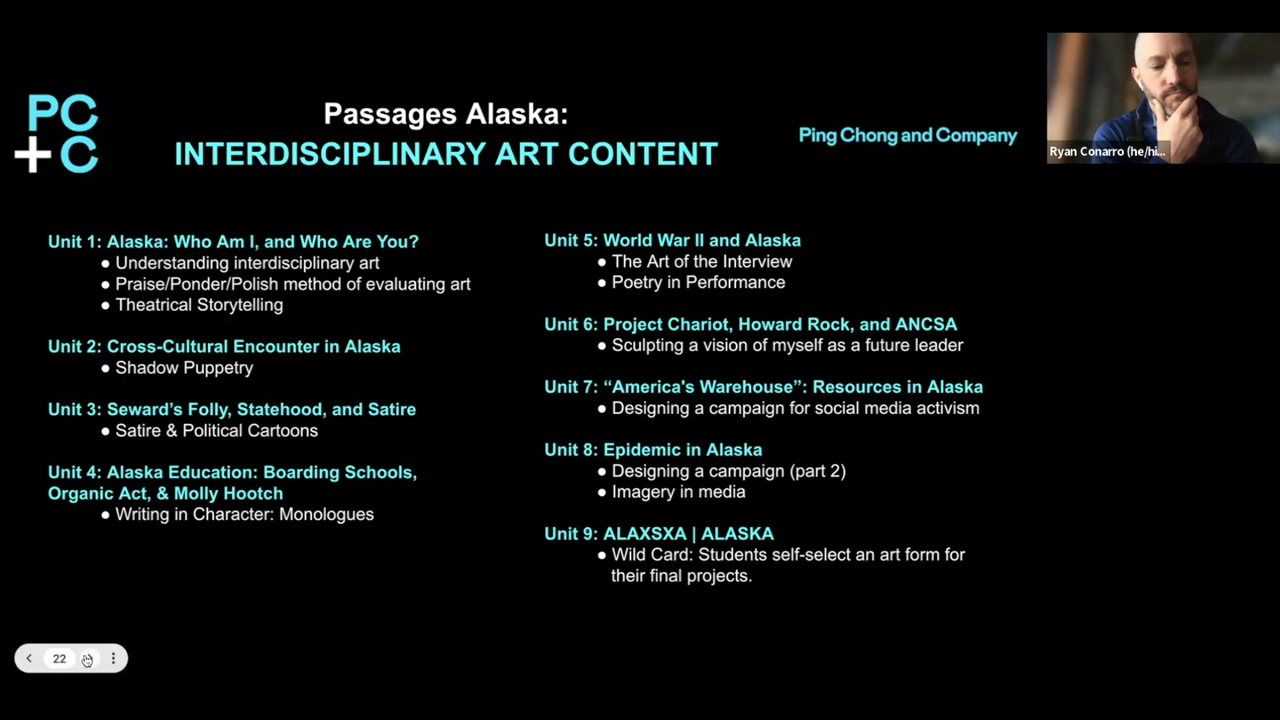 PC
+C
Passages Alaska:
INTERDISCIPLINARY ART CONTENT
Ping Chong and Company
Ryan Conarro (he/hi...
Unit 1: Alaska: Who Am I, and Who Are You?
● Understanding interdisciplinary art
● Praise/Ponder/Polish method of evaluating art
● Theatrical Storytelling
Unit 2: Cross-Cultural Encounter in Alaska
● Shadow Puppetry
Unit 3: Seward’s Folly, Statehood, and Satire
● Satire & Political Cartoons
Unit 4: Alaska Education: Boarding Schools,
Organic Act, & Molly Hootch
● Writing in Character: Monologues
Unit 5: World War II and Alaska
● The Art of the Interview
● Poetry in Performance
Unit 6: Project Chariot, Howard Rock, and ANCSA
● Sculpting a vision of myself as a future leader
Unit 7: “America's Warehouse”: Resources in Alaska
● Designing a campaign for social media activism
Unit 8: Epidemic in Alaska
● Designing a campaign (part 2)
● Imagery in media
Unit 9: ALAXSXA | ALASKA
● Wild Card: Students self-select an art form for
their final projects.
22